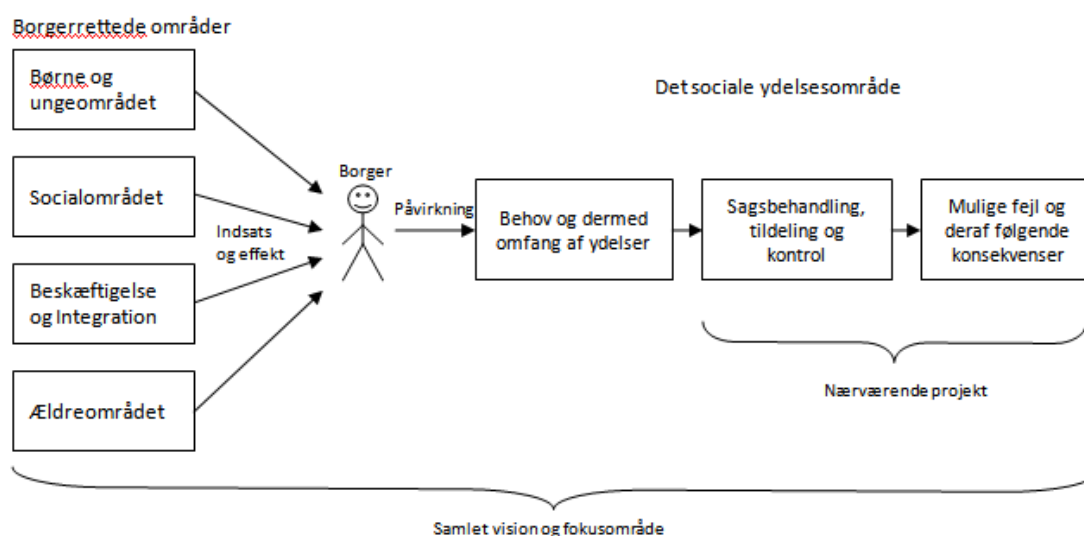 Borgerrettede områder
Børne og
ungeområdet
Det sociale ydelsesområde
Socialområdet
Indsats
og effekt
Beskæftigelse
og Integration
Ældreområdet
Borger
Påvirkning
Behov og dermed
omfang af ydelser
Sagsbehandling,
tildeling og
kontrol
Mulige fejl og
deraf følgende
konsekvenser
Nærværende projekt
Samlet vision og fokusområde